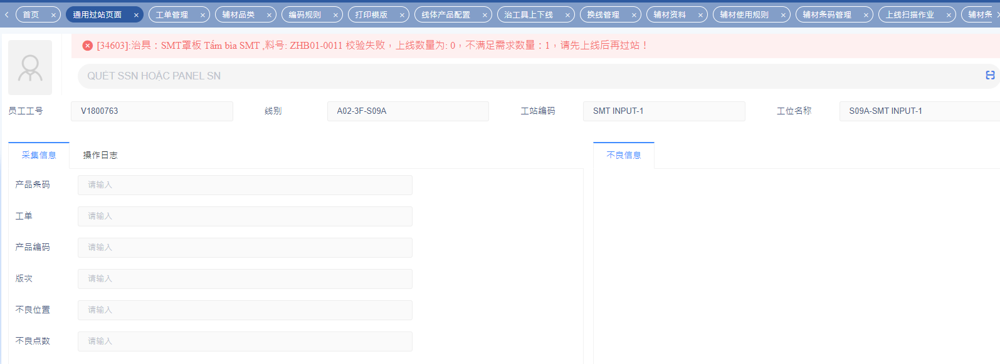 首页 通用过站页面 工单管理 辅材品类 编码规则 打印模版 线体产品配置 治工具上下线 换线管理 辅材资料 辅材使用规则 辅材条码管理 上线扫描作业 辅材条
[34603]:治具：SMT罩板 Tấm bìa SMT ,料号: ZHB01-0011 校验失败，上线数量为: 0，不满足需求数量：1，请先上线后再过站！
QUÉT SSN HOẶC PANEL SN
员工工号 V1800763 线别 A02-3F-S09A 工站编码 SMT INPUT-1 工位名称 S09A-SMT INPUT-1
采集信息 操作日志 不良信息
产品条码 请输入
工单 请输入
产品编码 请输入
版次 请输入
不良位置 请输入
不良点数 请输入